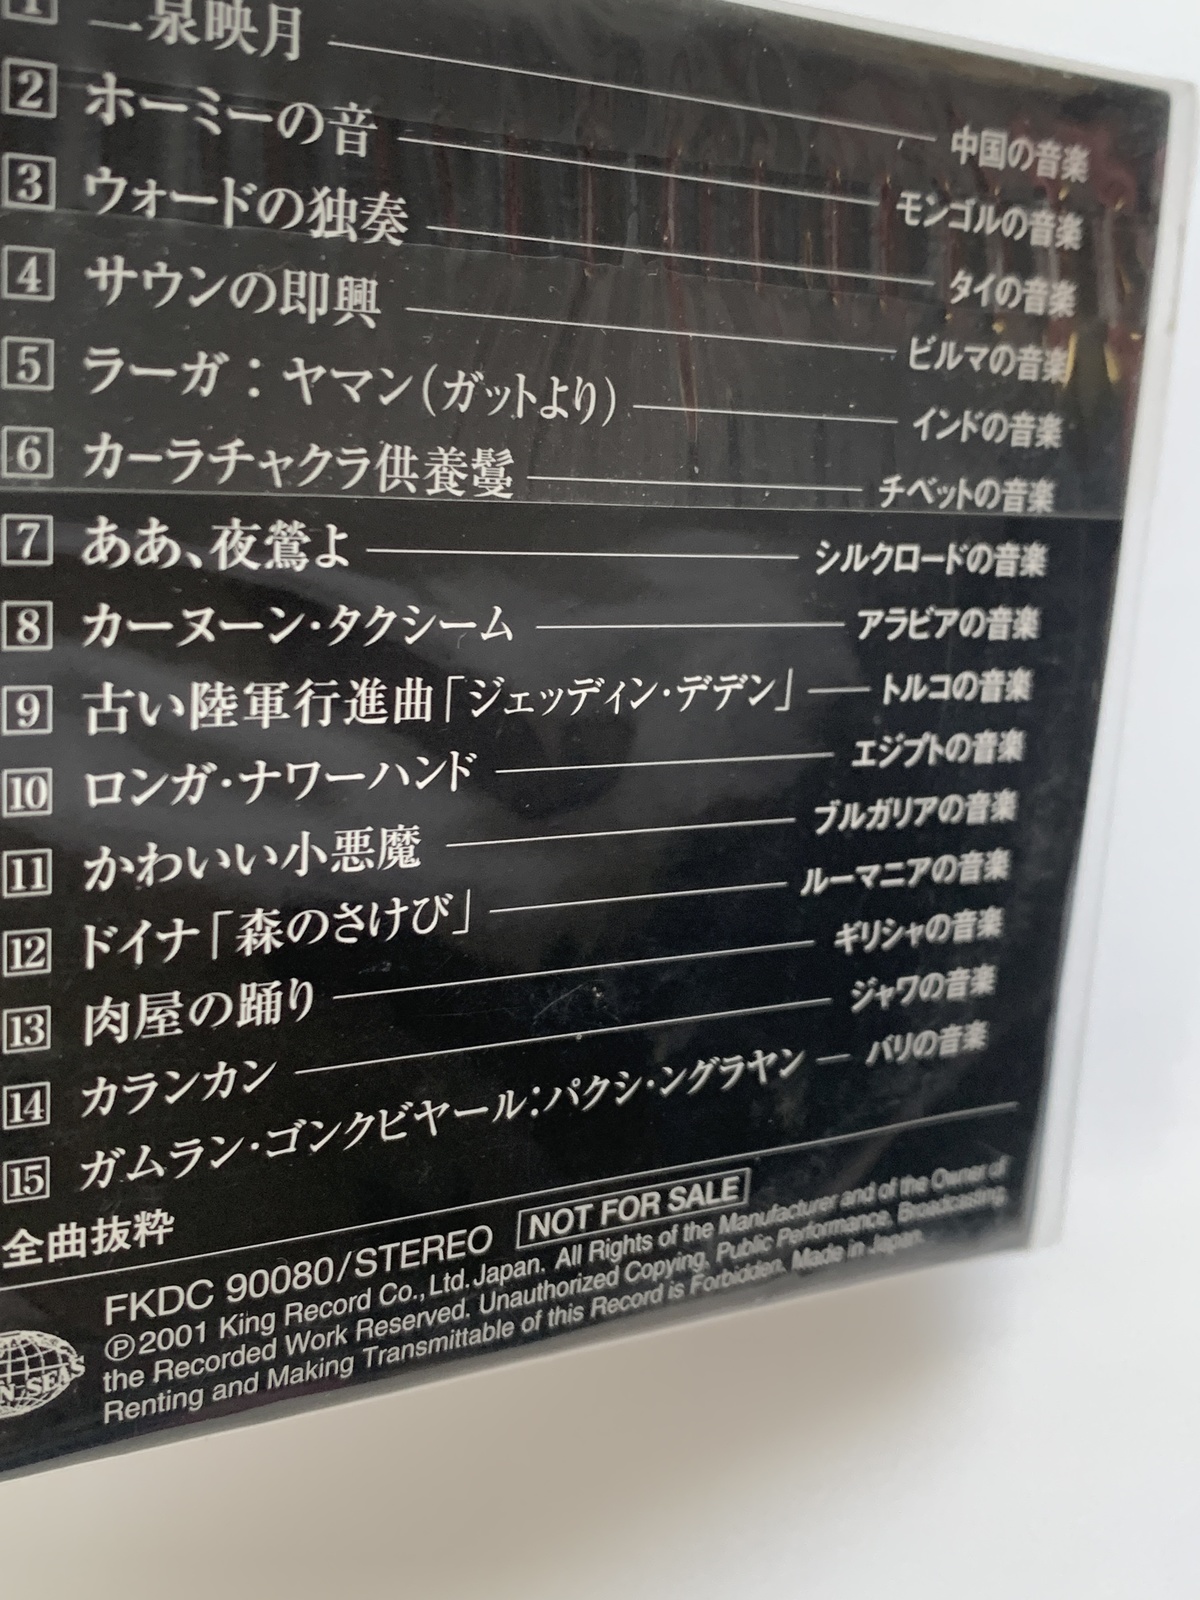 1 二泉映月 中国の音楽
2 ホーミーの音 モンゴルの音楽
3 ウォードの独奏 タイの音楽
4 サウンの即興 ビルマの音楽
5 ラーガ：ヤマン（ガットより） インドの音楽
6 カーラチャクラ供養鬘 チベットの音楽
7 ああ、夜鶯よ シルクロードの音楽
8 カーヌーン・タクシーム アラビアの音楽
9 古い陸軍行進曲「ジェッディン・デデン」 トルコの音楽
10 ロンガ・ナワーハンド エジプトの音楽
11 かわいい小悪魔 ブルガリアの音楽
12 ドイナ「森のさけび」 ルーマニアの音楽
13 肉屋の踊り ギリシャの音楽
14 カランカン ジャワの音楽
15 ガムラン・ゴンクビヤール：パクシ・ングラヤン バリの音楽
全曲抜粋
FKDC 90080/STEREO NOT FOR SALE
Ⓟ2001 King Record Co., Ltd. Japan. All Rights of the Manufacturer and of the Owner of
the Recorded Work Reserved. Unauthorized Copying, Public Performance, Broadcasting,
Renting and Making Transmittable of this Record is Forbidden. Made in Japan.
N SEAS